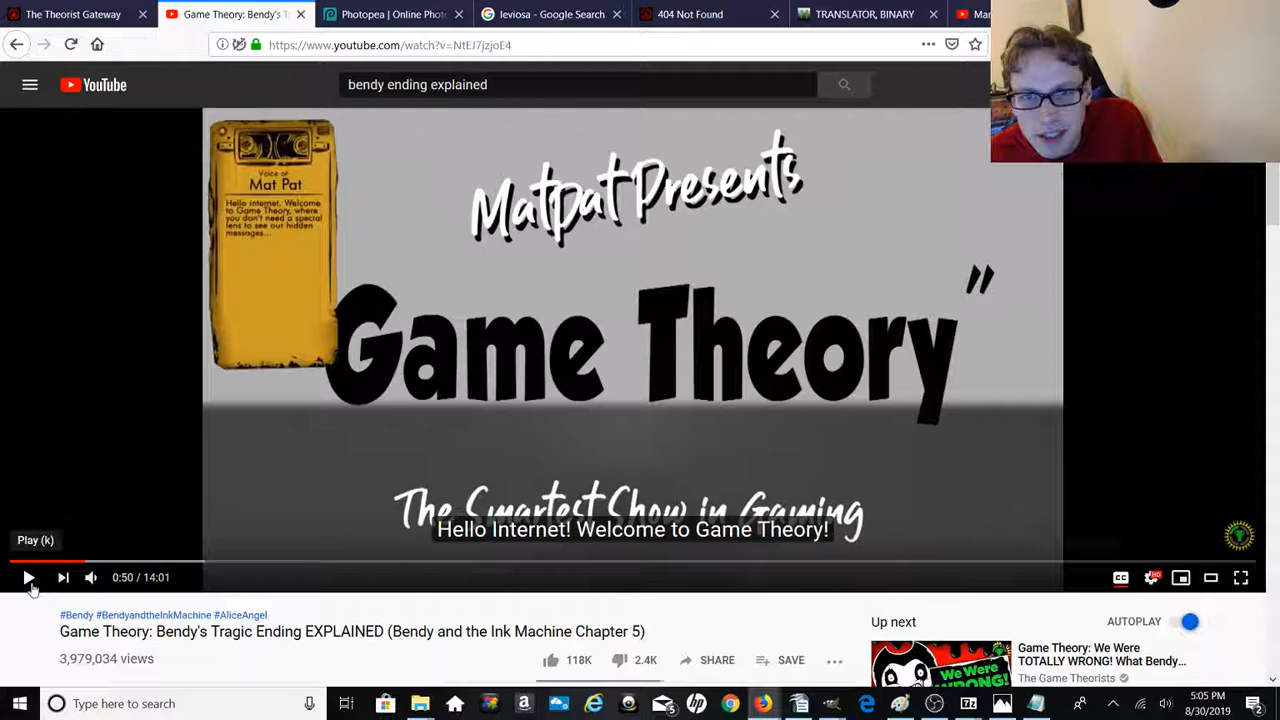 The Theorist Gateway
Game Theory: Bendy's T
Photopea | Online Phot
leviosa - Google Search
404 Not Found
TRANSLATOR, BINARY
Mar
https://www.youtube.com/watch?v=NtEJ7jzjoE4
YouTube
bendy ending explained
Voice of
Mat Pat
Hello internet, Welcome
to Game Theory, where
you don't need a special
lens to see our hidden
messages...
Matpat Presents
Game Theory"
The Smartest Show in Gaming
Hello Internet! Welcome to Game Theory!
Play (k)
0:50 / 14:01
CC
HD
#Bendy #BendyandtheInkMachine #AliceAngel
Game Theory: Bendy's Tragic Ending EXPLAINED (Bendy and the Ink Machine Chapter 5)
3,979,034 views
118K
2.4K
SHARE
SAVE
Up next
AUTOPLAY
We Were
WRONG!
Game Theory: We Were
TOTALLY WRONG! What Bendy...
The Game Theorists
Type here to search
5:05 PM
8/30/2019